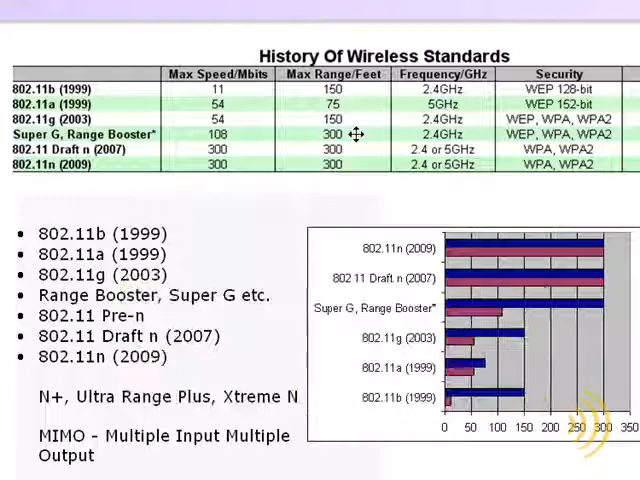 History Of Wireless Standards
Max Speed/Mbits Max Range/Feet Frequency/GHz Security
802.11b (1999) 11 150 2.4GHz WEP 128-bit
802.11a (1999) 54 75 5GHz WEP 152-bit
802.11g (2003) 54 150 2.4GHz WEP, WPA, WPA2
Super G, Range Booster* 108 300 2.4GHz WEP, WPA, WPA2
802.11 Draft n (2007) 300 300 2.4 or 5GHz WPA, WPA2
802.11n (2009) 300 300 2.4 or 5GHz WPA, WPA2
• 802.11b (1999)
• 802.11a (1999)
• 802.11g (2003)
• Range Booster, Super G etc.
• 802.11 Pre-n
• 802.11 Draft n (2007)
• 802.11n (2009)
N+, Ultra Range Plus, Xtreme N
MIMO - Multiple Input Multiple
Output
802.11n (2009)
802.11 Draft n (2007)
Super G, Range Booster*
802.11g (2003)
802.11a (1999)
802.11b (1999)
0 50 100 150 200 250 300 350